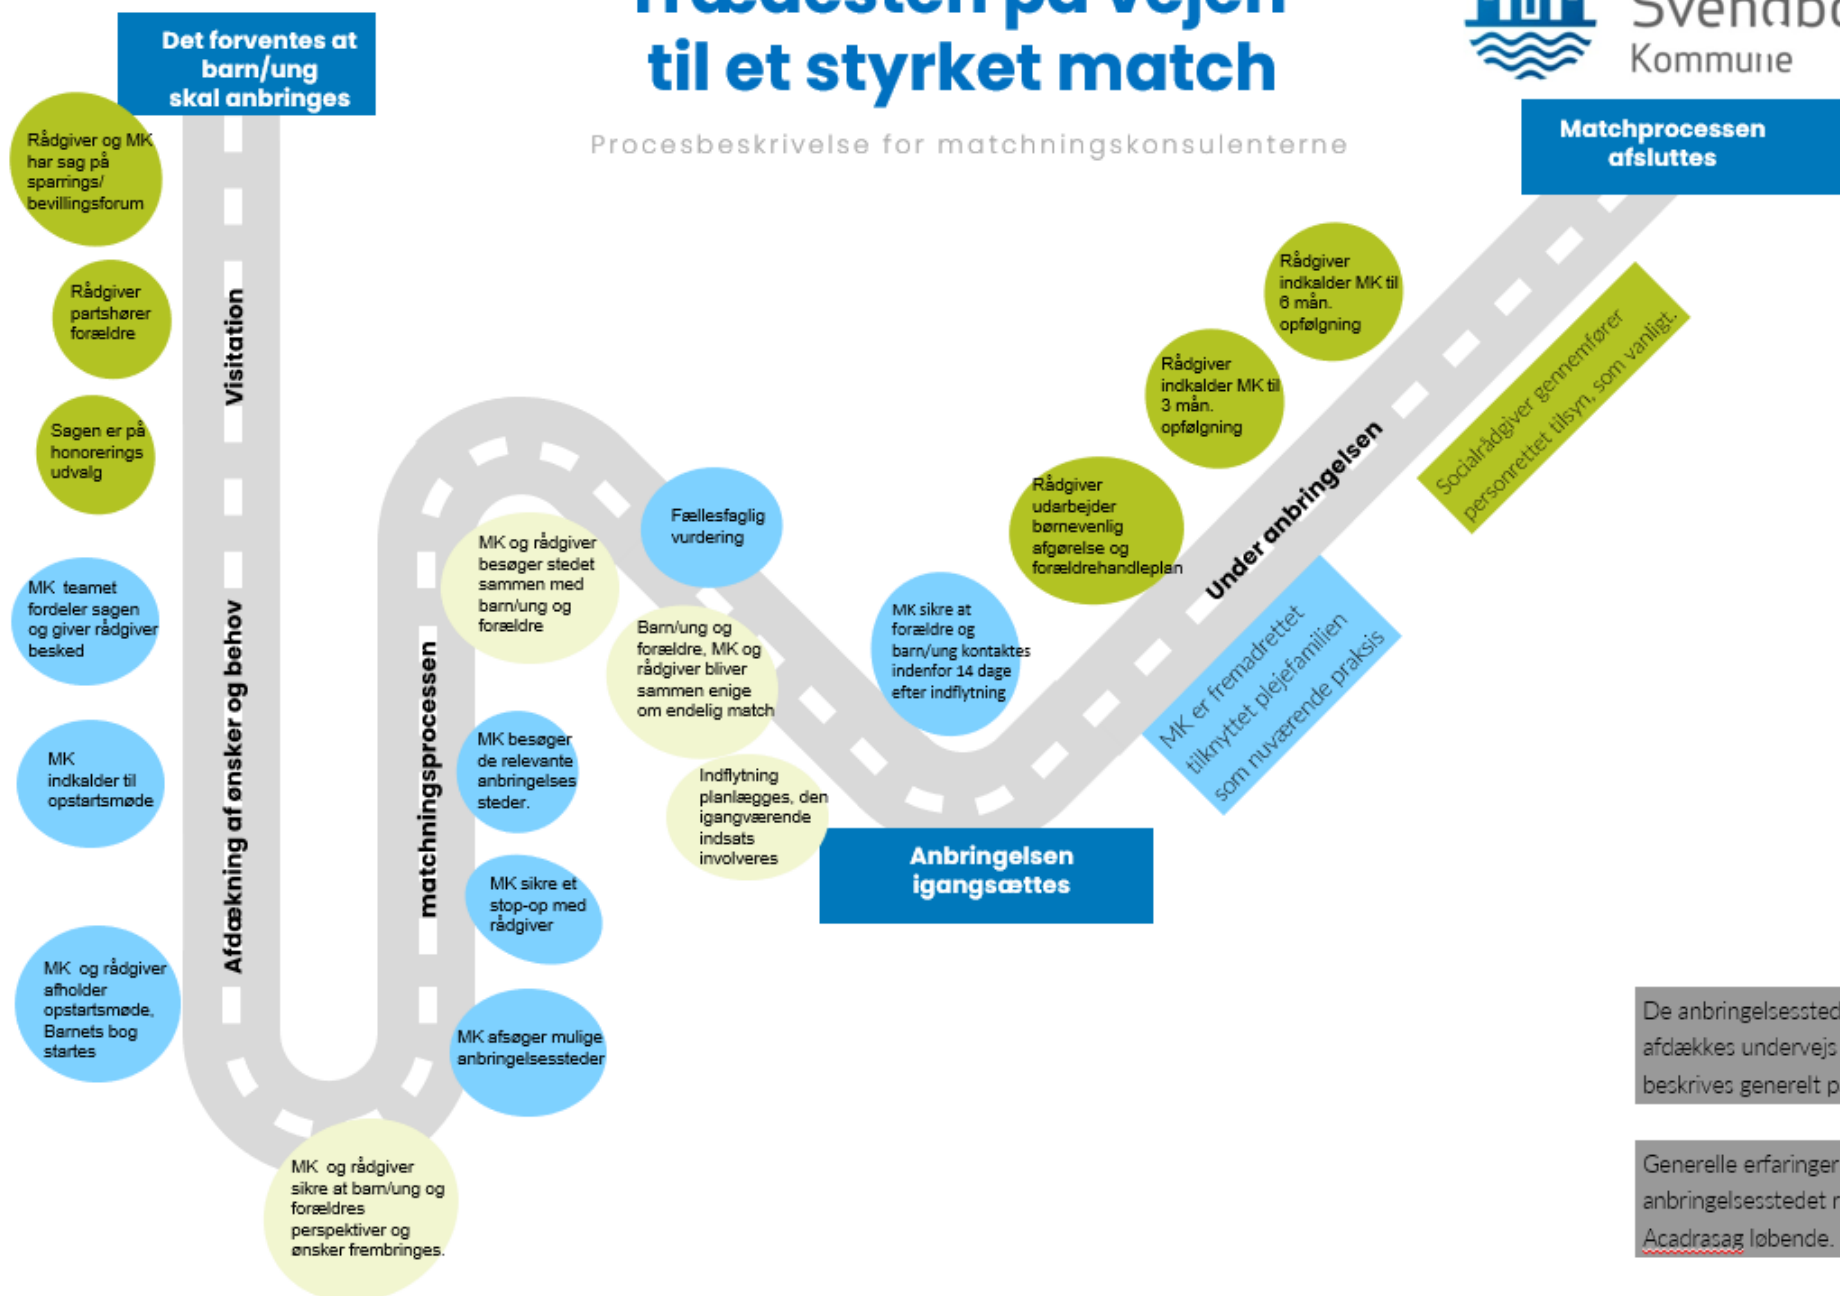 Trædesten på vejen
til et styrket match
Procesbeskrivelse for matchningskonsulenterne
Kommune
Det forventes at
barn/ung
skal anbringes
Rådgiver og MK
har sag på
sparrings/
bevillingsforum
Rådgiver
partshører
forældre
Sagen er på
honorerings
udvalg
Visitation
MK teamet
fordeler sagen
og giver rådgiver
besked
MK
indkalder til
opstartsmøde
MK og rådgiver
afholder
opstartsmøde,
Barnets bog
startes
Afdækning af ønsker og behov
MK og rådgiver
sikre at barn/ung og
forældres
perspektiver og
ønsker frembringes.
matchningsprocessen
MK afsøger mulige
anbringelsessteder
MK sikre et
stop-op med
rådgiver
MK besøger
de relevante
anbringelses
steder.
MK og rådgiver
besøger stedet
sammen med
barn/ung og
forældre
Fællesfaglig
vurdering
Barn/ung og
forældre, MK og
rådgiver bliver
sammen enige
om endelig match
Indflytning
planlægges, den
igangværende
indsats
involveres
Anbringelsen
igangsættes
MK sikre at
forældre og
barn/ung kontaktes
indenfor 14 dage
efter indflytning
Rådgiver
udarbejder
børnevenlig
afgørelse og
forældrehandleplan
Rådgiver
indkalder MK til
3 mån.
opfølgning
Rådgiver
indkalder MK til
6 mån.
opfølgning
Under anbringelsen
MK er fremadrettet
tilknyttet plejefamilien
som nuværende praksis
Socialrådgiver gennemfører
personrettet tilsyn, som vanligt.
Matchprocessen
afsluttes
De
afdækkes undervejs
beskrives generelt
Generelle erfaringer
anbringelsesstedet
Acadrasag løbende.